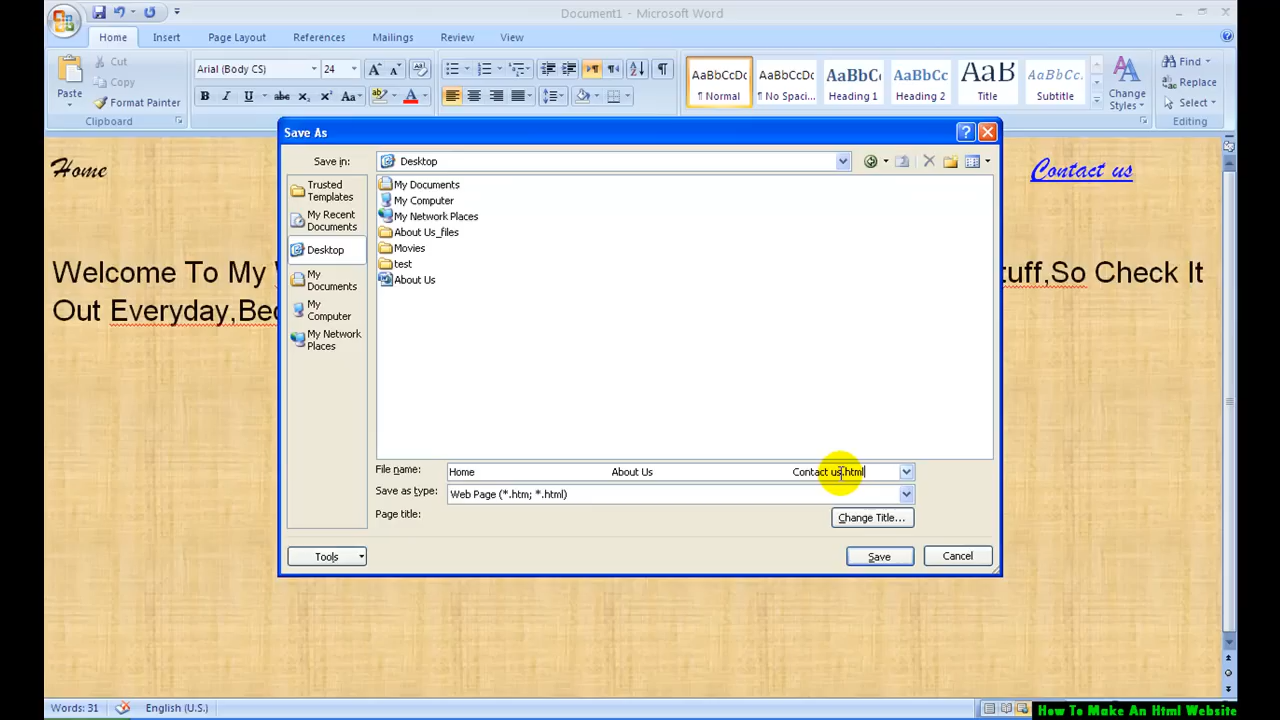 Document1 - Microsoft Word
Home Insert Page Layout References Mailings Review View
Paste
Cut
Copy
Format Painter
Clipboard
Arial (Body CS) 24
AaBbCcDc
¶ Normal
AaBbCcDc
¶ No Spaci...
AaBbCc
Heading 1
AaBbCc
Heading 2
AaB
Title
AaBbCc.
Subtitle
Change
Styles
Find
Replace
Select
Editing
Home
Contact us
Welcome To My
tuff,So Check It
Out Everyday,Bec
Save As
Save in: Desktop
Trusted
Templates
My Recent
Documents
Desktop
My
Documents
My
Computer
My Network
Places
My Documents
My Computer
My Network Places
About Us_files
Movies
test
About Us
File name: Home About Us Contact us.html
Save as type: Web Page (*.htm; *.html)
Page title: Change Title...
Tools Save Cancel
Words: 31 English (U.S.)
How To Make An Html Website